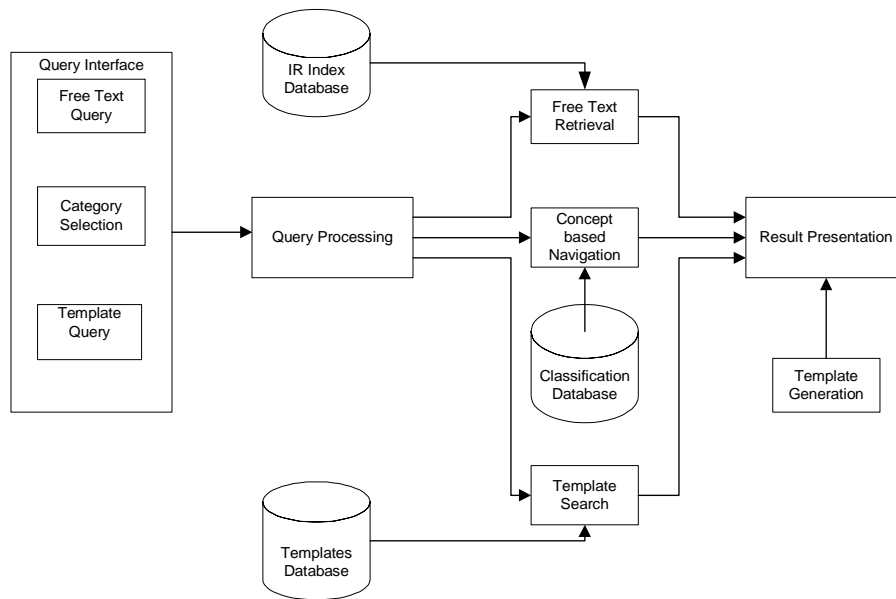 Query Interface
Free Text
Query
Category
Selection
Template
Query
Query Processing
IR Index
Database
Free Text
Retrieval
Concept
based
Navigation
Classification
Database
Template
Search
Templates
Database
Result Presentation
Template
Generation